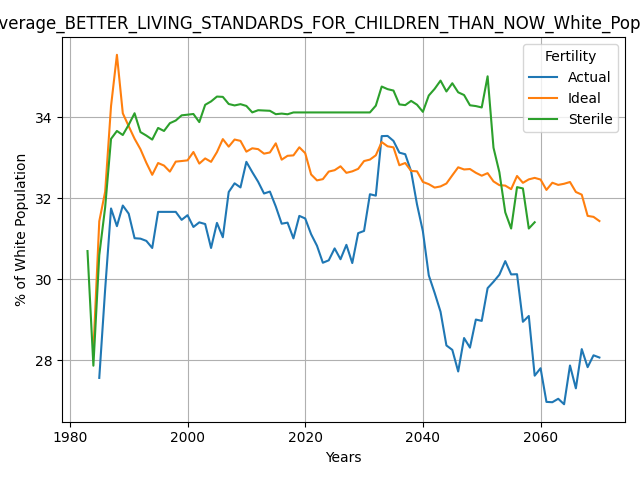 verage_BETTER_LIVING_STANDARDS_FOR_CHILDREN_THAN_NOW_White_Pop
Fertility
Actual
Ideal
Sterile
% of White Population
34
32
30
28
1980
2000
2020
2040
2060
Years